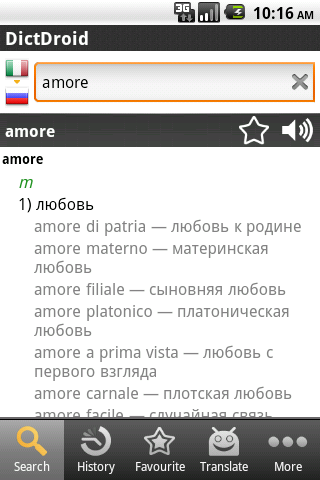 3G
10:16 AM
DictDroid
amore
amore
amore
m
1) любовь
amore di patria — любовь к родине
amore materno — материнская
любовь
amore filiale — сыновняя любовь
amore platonico — платоническая
любовь
amore a prima vista — любовь с
первого взгляда
amore carnale — плотская любовь
amore facile — случайная связь
Search
History
Favourite
Translate
More